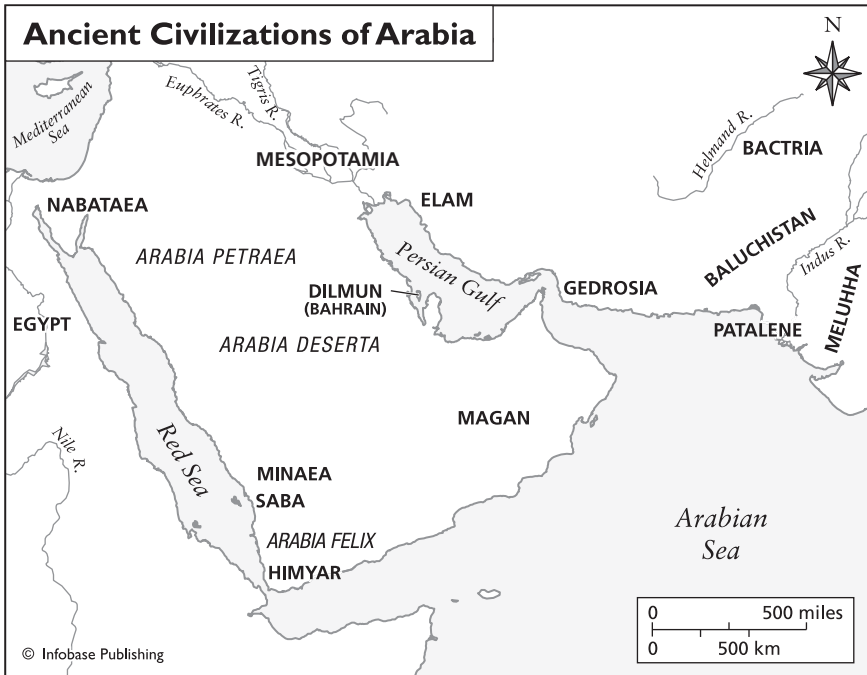 Ancient Civilizations of Arabia
N
Mediterranean
Sea
Euphrates R.
Tigris R.
MESOPOTAMIA
Helmand R.
BACTRIA
NABATAEA
ELAM
ARABIA PETRAEA
Persian Gulf
BALUCHISTAN
Indus R.
DILMUN
(BAHRAIN)
GEDROSIA
EGYPT
ARABIA DESERTA
PATALENE
MELUHHA
Red Sea
MAGAN
Nile R.
MINAEA
SABA
ARABIA FELIX
HIMYAR
Arabian
Sea
0 500 miles
0 500 km
© Infobase Publishing